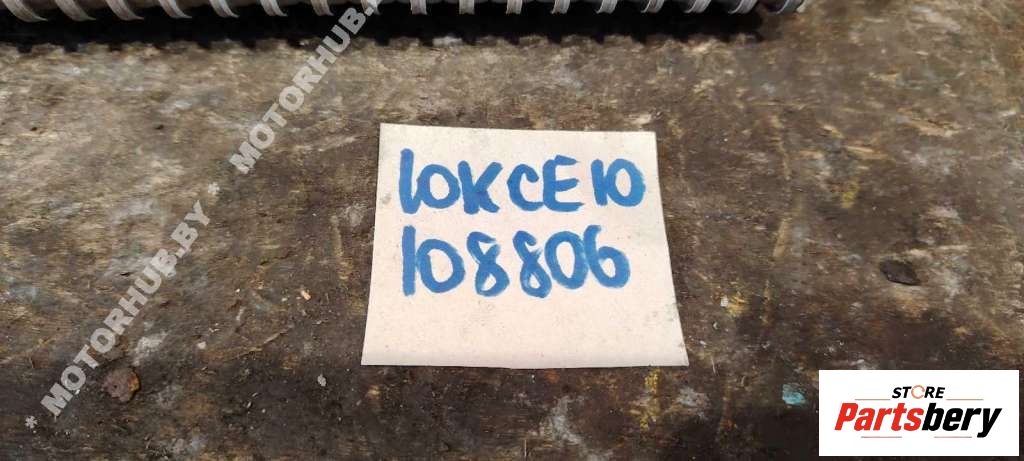 * MOTORHUB.BY * MOTORHUB.BY
10KCE10
108806
STORE
Partsbery